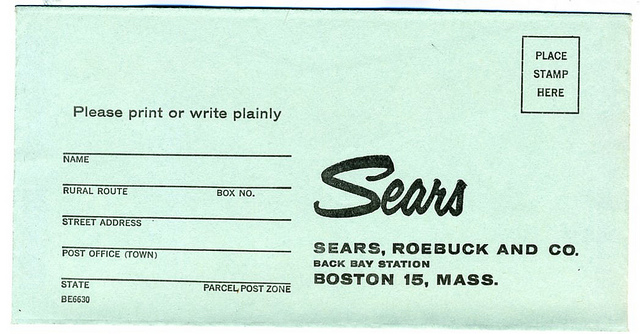 PLACE
STAMP
HERE
Please print or write plainly
NAME
RURAL ROUTE BOX NO.
STREET ADDRESS
POST OFFICE (TOWN)
STATE PARCEL POST ZONE
BE6630
Sears
SEARS, ROEBUCK AND CO.
BACK BAY STATION
BOSTON 15, MASS.